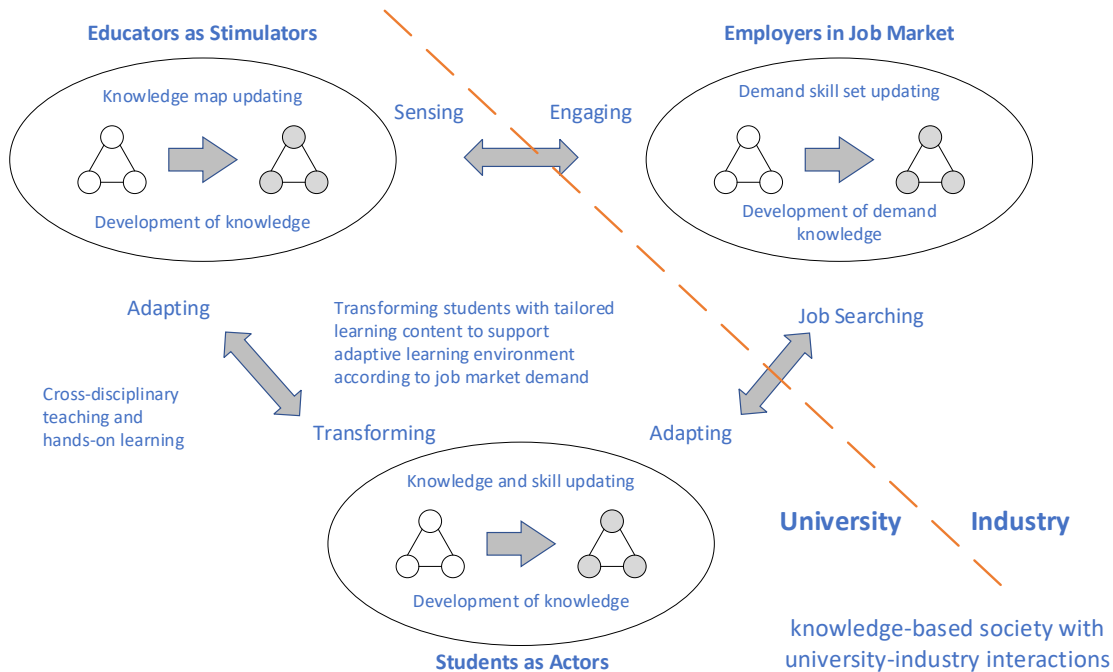 Educators as Stimulators
Employers in Job Market
Knowledge map updating
Development of knowledge
Sensing
Engaging
Demand skill set updating
Development of demand
knowledge
Adapting
Transforming students with tailored
learning content to support
adaptive learning environment
according to job market demand
Job Searching
Cross-disciplinary
teaching and
hands-on learning
Transforming
Adapting
Knowledge and skill updating
Development of knowledge
Students as Actors
University
Industry
knowledge-based society with
university-industry interactions